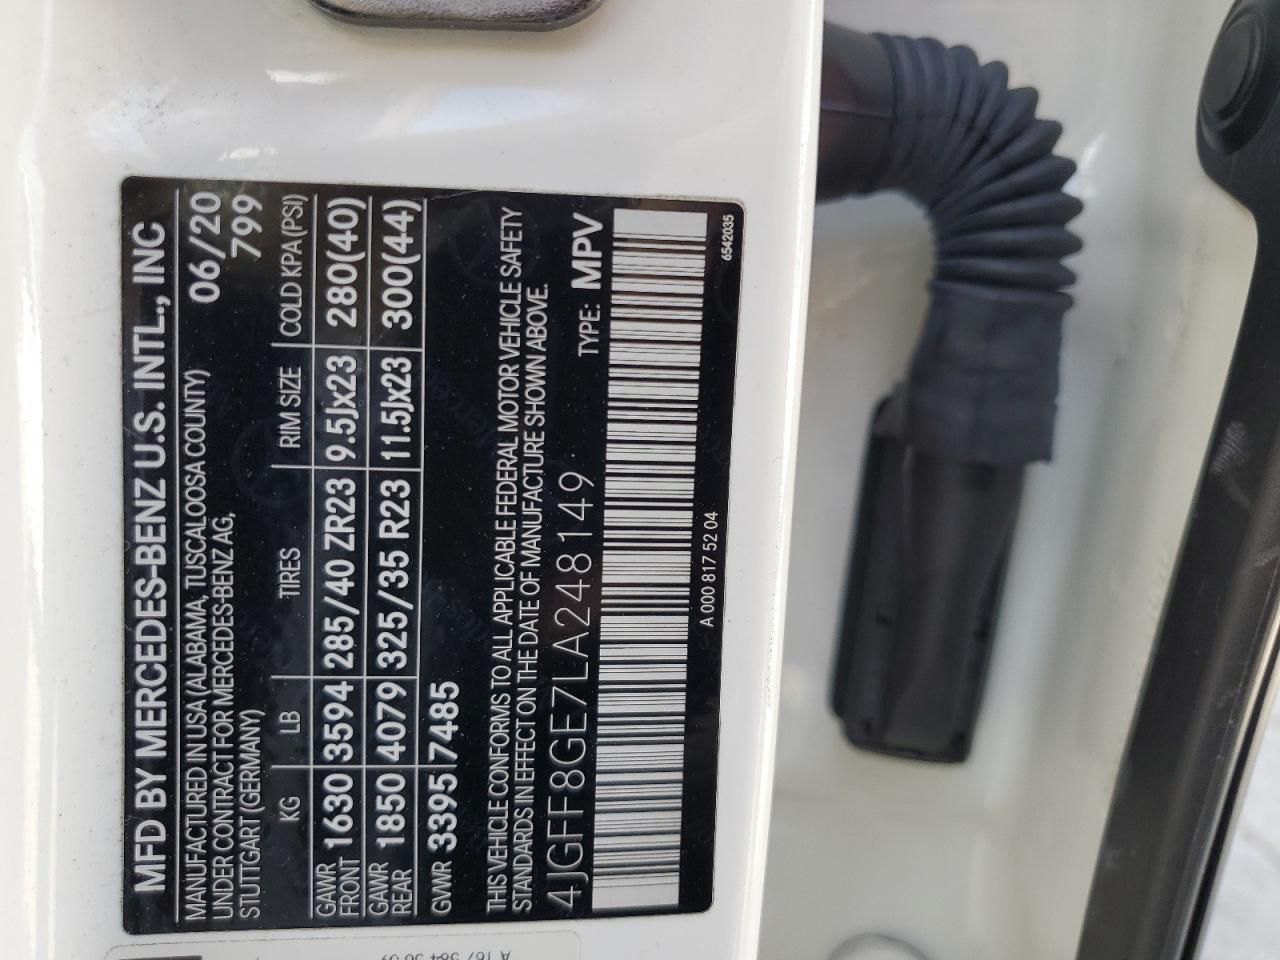 MFD BY MERCEDES-BENZ U.S. INTL., INC
MANUFACTURED IN USA (ALABAMA, TUSCALOOSA COUNTY) 06/20
UNDER CONTRACT FOR MERCEDES-BENZ AG, 799
STUTTGART (GERMANY)
KG LB TIRES RIM SIZE COLD KPA (PSI)
GAWR FRONT 1630 3594 285/40 ZR23 9.5Jx23 280(40)
GAWR REAR 1850 4079 325/35 R23 11.5Jx23 300(44)
GWR 3395 7485
THIS VEHICLE CONFORMS TO ALL APPLICABLE FEDERAL MOTOR VEHICLE SAFETY
STANDARDS IN EFFECT ON THE DATE OF MANUFACTURE SHOWN ABOVE.
4JGFF8GE7LA248149 TYPE: MPV
A 000 817 52 04 6542035